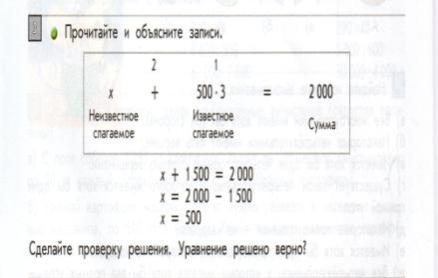 Прочитайте и объясните записи.
2 1
x + 500 · 3 = 2 000
Неизвестное слагаемое Известное слагаемое Сумма
x + 1 500 = 2 000
x = 2 000 − 1 500
x = 500
Сделайте проверку решения. Уравнение решено верно?